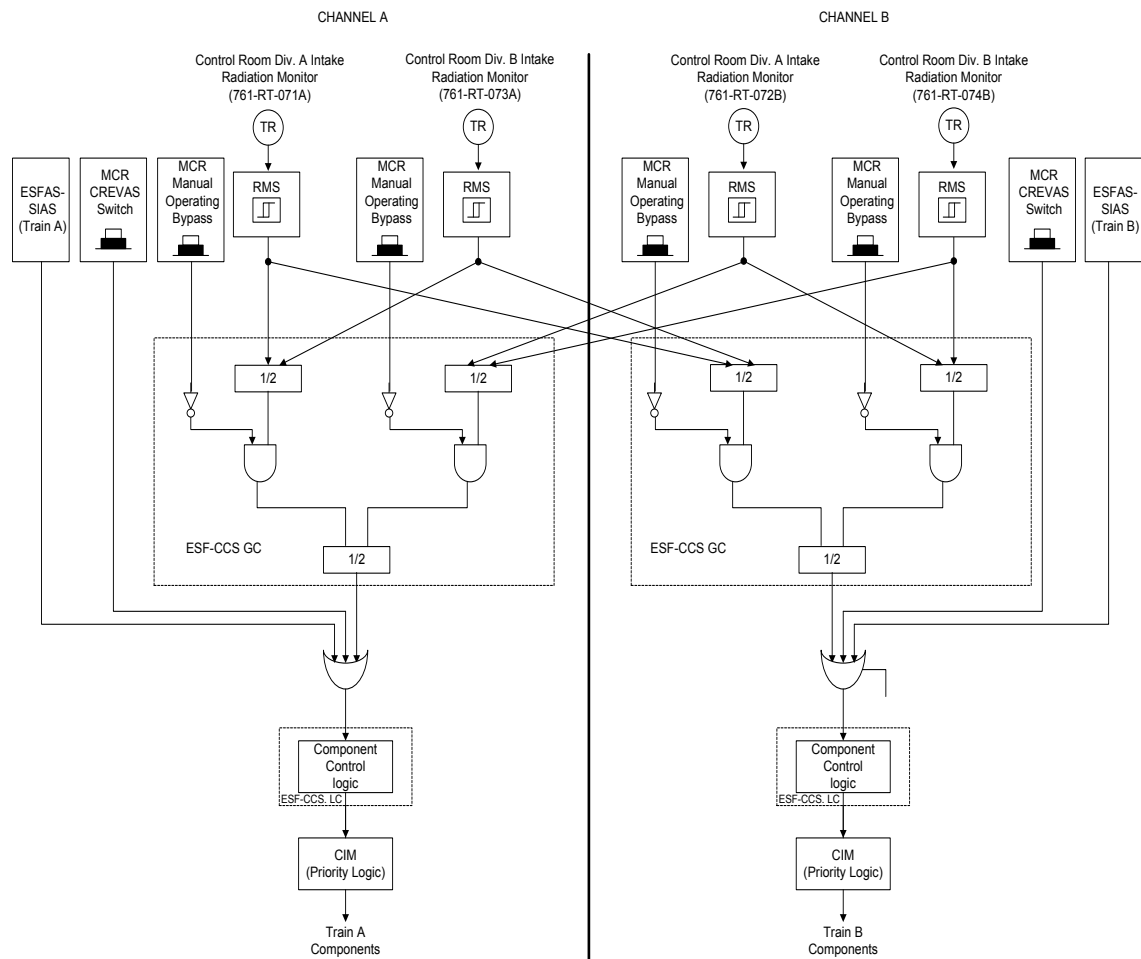 CHANNEL A
CHANNEL B
Control Room Div. A Intake
Radiation Monitor
(761-RT-071A)
Control Room Div. B Intake
Radiation Monitor
(761-RT-073A)
Control Room Div. A Intake
Radiation Monitor
(761-RT-072B)
Control Room Div. B Intake
Radiation Monitor
(761-RT-074B)
TR
TR
TR
TR
ESFAS-
SIAS
(Train A)
MCR
CREVAS
Switch
MCR
Manual
Operating
Bypass
RMS
MCR
Manual
Operating
Bypass
RMS
MCR
Manual
Operating
Bypass
RMS
MCR
Manual
Operating
Bypass
RMS
MCR
CREVAS
Switch
ESFAS-
SIAS
(Train B)
1/2
1/2
1/2
1/2
ESF-CCS GC
1/2
ESF-CCS GC
1/2
Component
Control
logic
ESF-CCS. LC
Component
Control
logic
ESF-CCS. LC
CIM
(Priority Logic)
CIM
(Priority Logic)
Train A
Components
Train B
Components